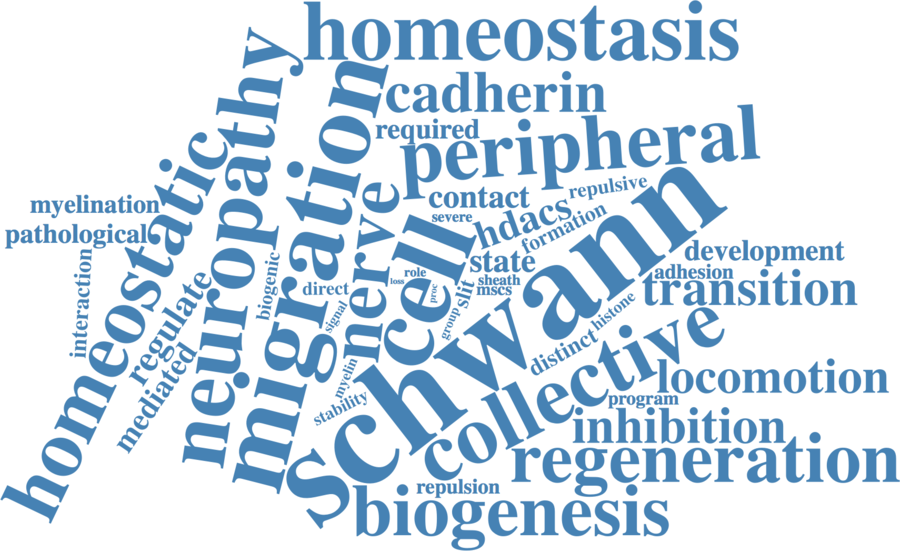 homeostasis
cadherin
required
peripheral
homeostatic
neuropathy
migration
nerve
cell
schwann
contact
repulsive
severe
hdacs
formation
myelination
pathological
interaction
regulate
mediated
biogenic
direct
signal
state
role
loss
proc
sheath
mscs
slit
group
development
adhesion
transition
histone
distinct
collective
myelin
stability
locomotion
program
inhibition
regeneration
repulsion
biogenesis